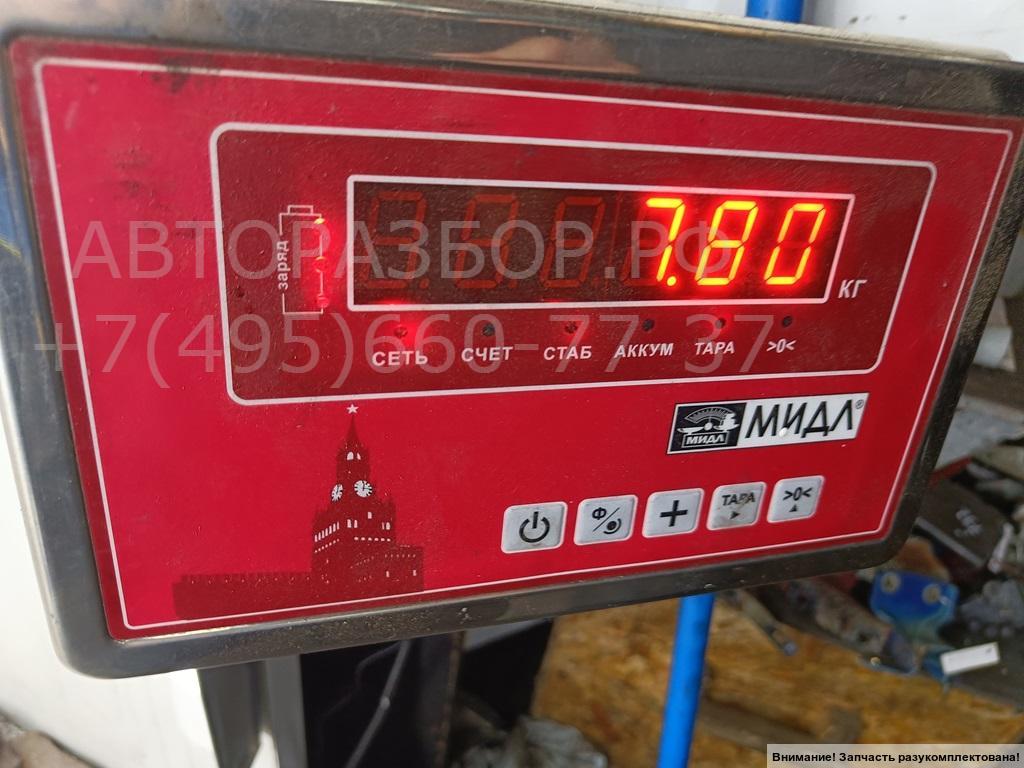 АВТОРАЗБОР.РФ
+7(495)660-77-37
заряд
7.80
КГ
СЕТЬ СЧЕТ СТАБ АККУМ ТАРА >0<
МИДЛ МИДЛ®
Ф + ТАРА >0<
Внимание! Запчасть разукомплектована!